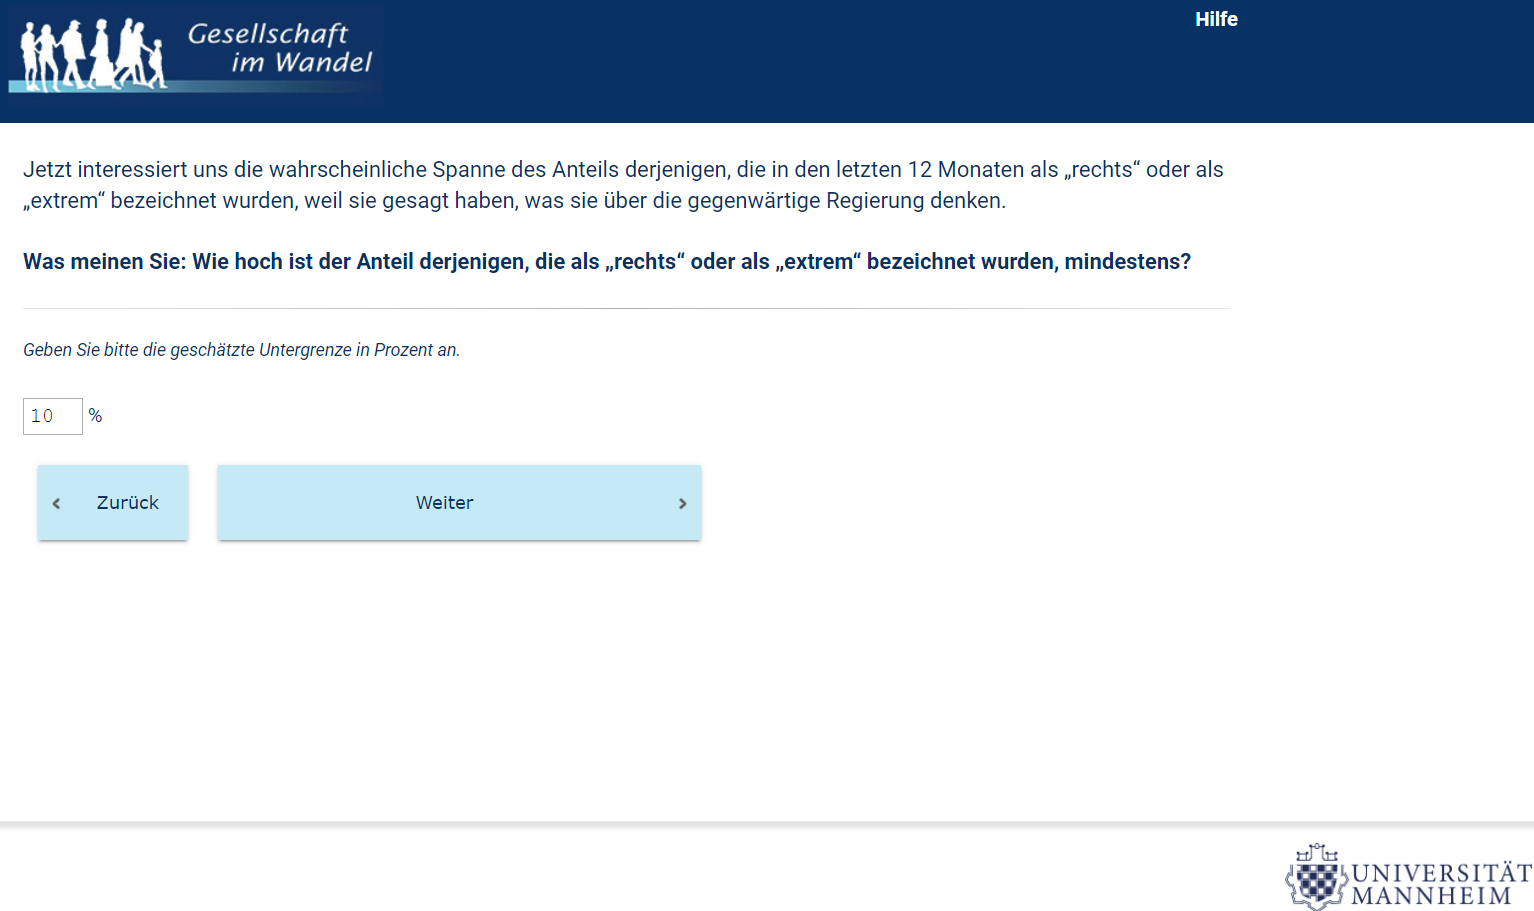 Gesellschaft
im Wandel
Hilfe
Jetzt interessiert uns die wahrscheinliche Spanne des Anteils derjenigen, die in den letzten 12 Monaten als „rechts“ oder als
„extrem“ bezeichnet wurden, weil sie gesagt haben, was sie über die gegenwärtige Regierung denken.
Was meinen Sie: Wie hoch ist der Anteil derjenigen, die als „rechts“ oder als „extrem“ bezeichnet wurden, mindestens?
Geben Sie bitte die geschätzte Untergrenze in Prozent an.
10 %
Zurück
Weiter
UNIVERSITÄT
MANNHEIM